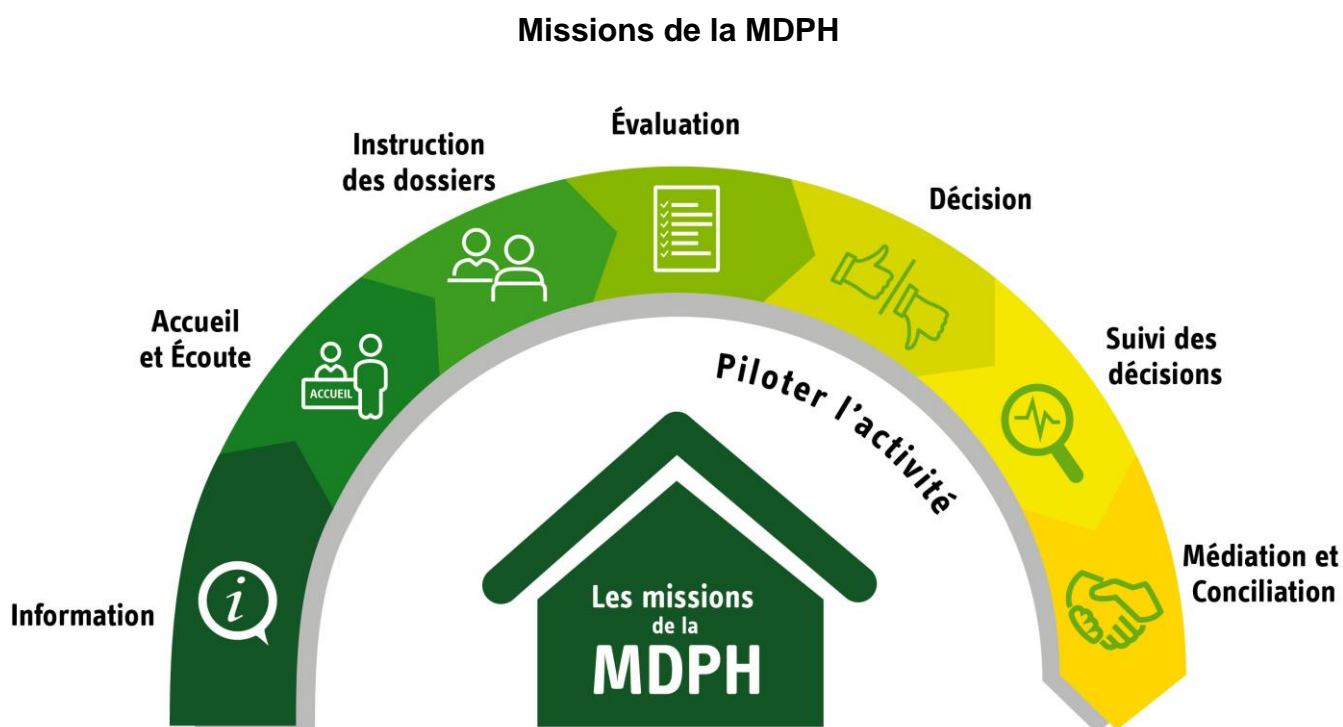 Missions de la MDPH
Information
Accueil
et Écoute
ACCUEIL
Instruction
des dossiers
Évaluation
Décision
Suivi des
décisions
Médiation et
Conciliation
Piloter l'activité
Les missions
de la
MDPH